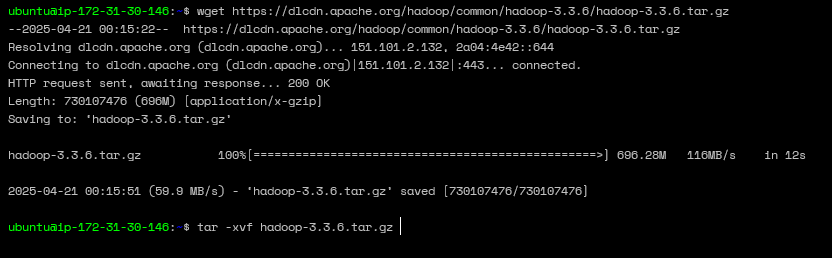 ubuntu@ip-172-31-30-146:~$ wget https://dlcdn.apache.org/hadoop/common/hadoop-3.3.6/hadoop-3.3.6.tar.gz
--2025-04-21 00:15:22--  https://dlcdn.apache.org/hadoop/common/hadoop-3.3.6/hadoop-3.3.6.tar.gz
Resolving dlcdn.apache.org (dlcdn.apache.org)... 151.101.2.132, 2a04:4e42::644
Connecting to dlcdn.apache.org (dlcdn.apache.org)|151.101.2.132|:443... connected.
HTTP request sent, awaiting response... 200 OK
Length: 730107476 (696M) [application/x-gzip]
Saving to: ‘hadoop-3.3.6.tar.gz’
hadoop-3.3.6.tar.gz           100%[=================================================>] 696.28M   116MB/s    in 12s
2025-04-21 00:15:51 (59.9 MB/s) - ‘hadoop-3.3.6.tar.gz’ saved [730107476/730107476]
ubuntu@ip-172-31-30-146:~$ tar -xvf hadoop-3.3.6.tar.gz